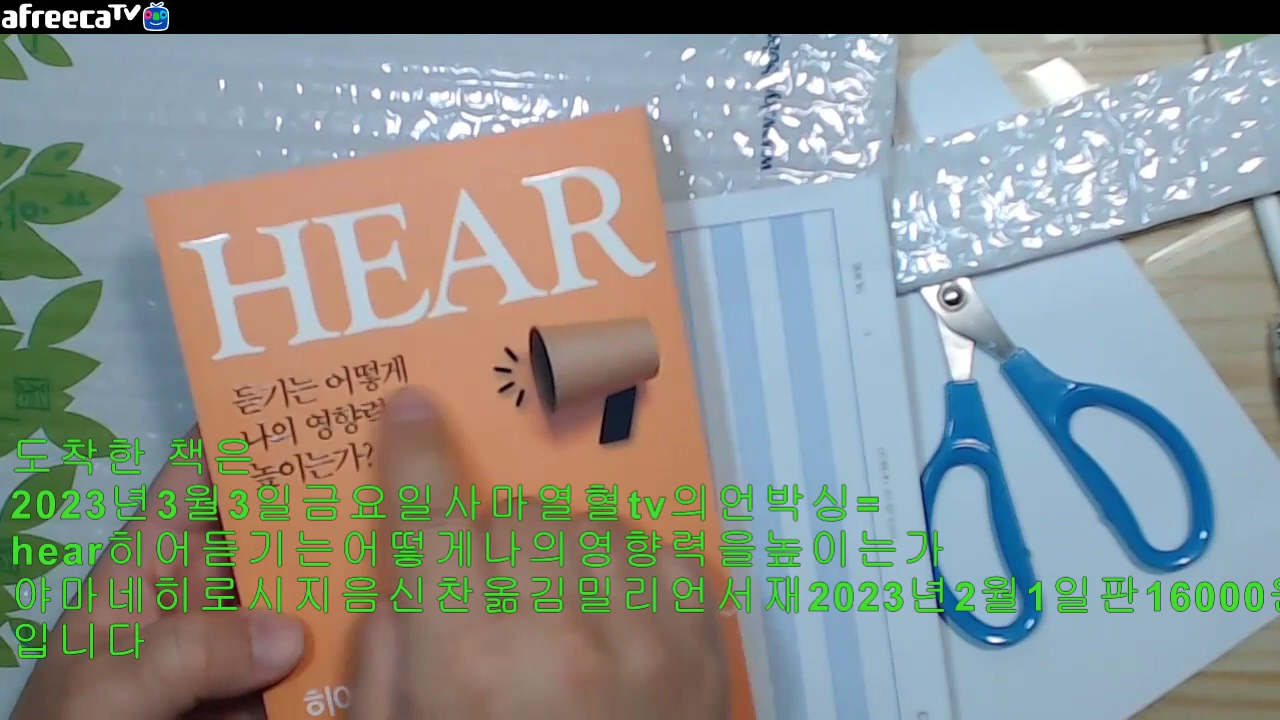 afreecaTV
HEAR
듣기는 어떻게
나의 영향력
높이는가?
히어
도착한 책은
2023년3월3일금요일사마열혈tv의언박싱=
hear히어듣기는어떻게나의영향력을높이는가
야마네히로시지음신찬옮김밀리언서재2023년2월1일판16000원
입니다